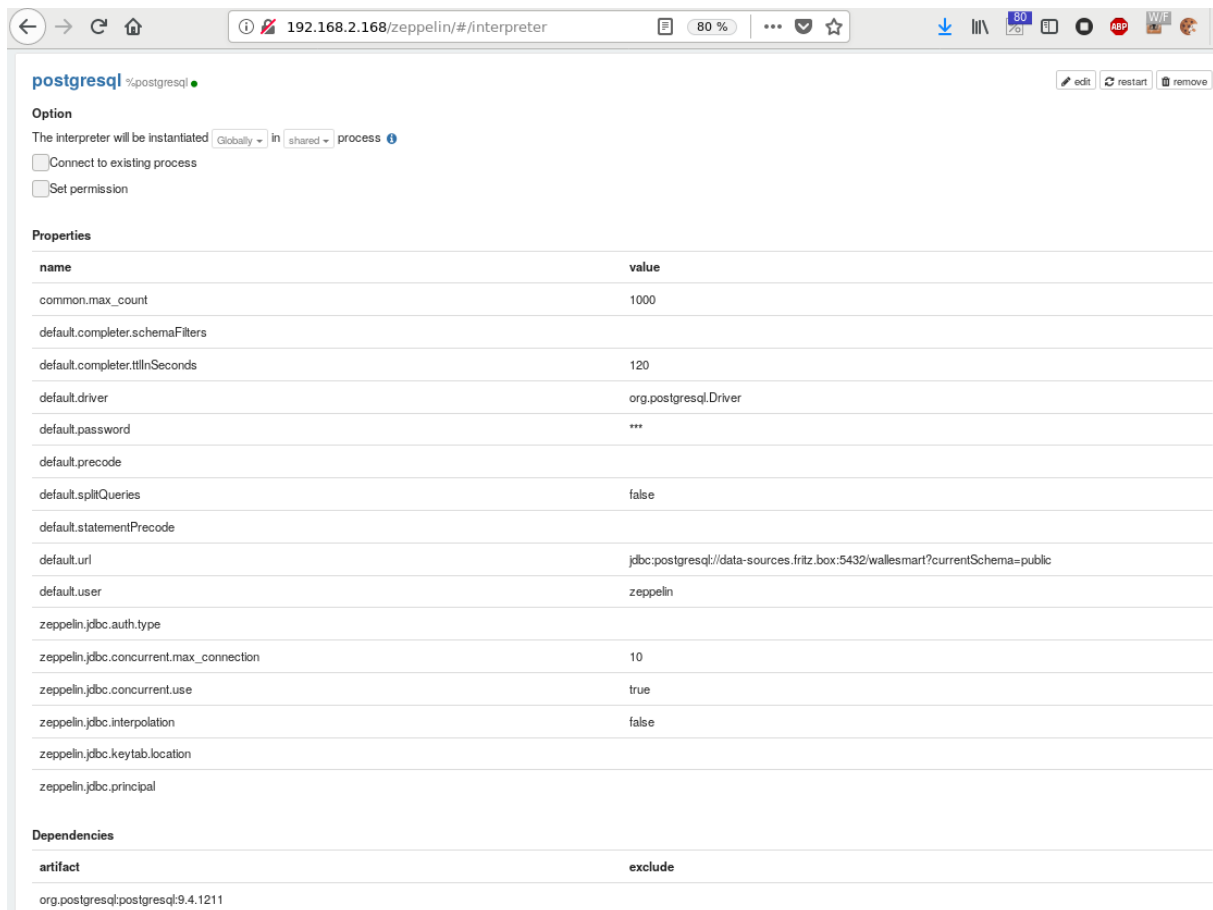 192.168.2.168/zeppelin/#/interpreter 80 % 80 ABP W/F
postgresql %postgresql edit restart remove
Option
The interpreter will be instantiated Globally in shared process
Connect to existing process
Set permission
Properties
name value
common.max_count 1000
default.completer.schemaFilters
default.completer.ttlInSeconds 120
default.driver org.postgresql.Driver
default.password ***
default.precode
default.splitQueries false
default.statementPrecode
default.url jdbc:postgresql://data-sources.fritz.box:5432/wallesmart?currentSchema=public
default.user zeppelin
zeppelin.jdbc.auth.type
zeppelin.jdbc.concurrent.max_connection 10
zeppelin.jdbc.concurrent.use true
zeppelin.jdbc.interpolation false
zeppelin.jdbc.keytab.location
zeppelin.jdbc.principal
Dependencies
artifact exclude
org.postgresql:postgresql:9.4.1211